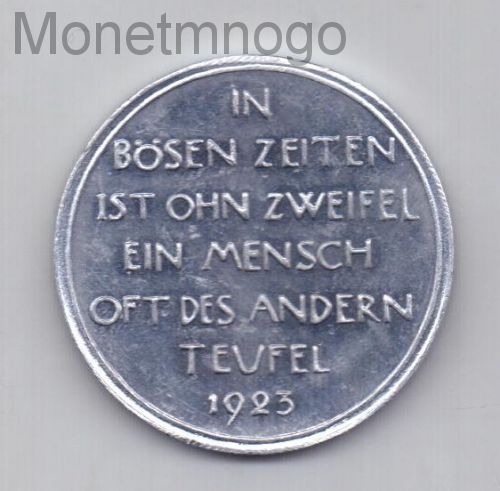 Monetmnogo
IN
BÖSEN ZEITEN
IST OHN ZWEIFEL
EIN MENSCH
OFT DES ANDERN
TEUFEL
1923